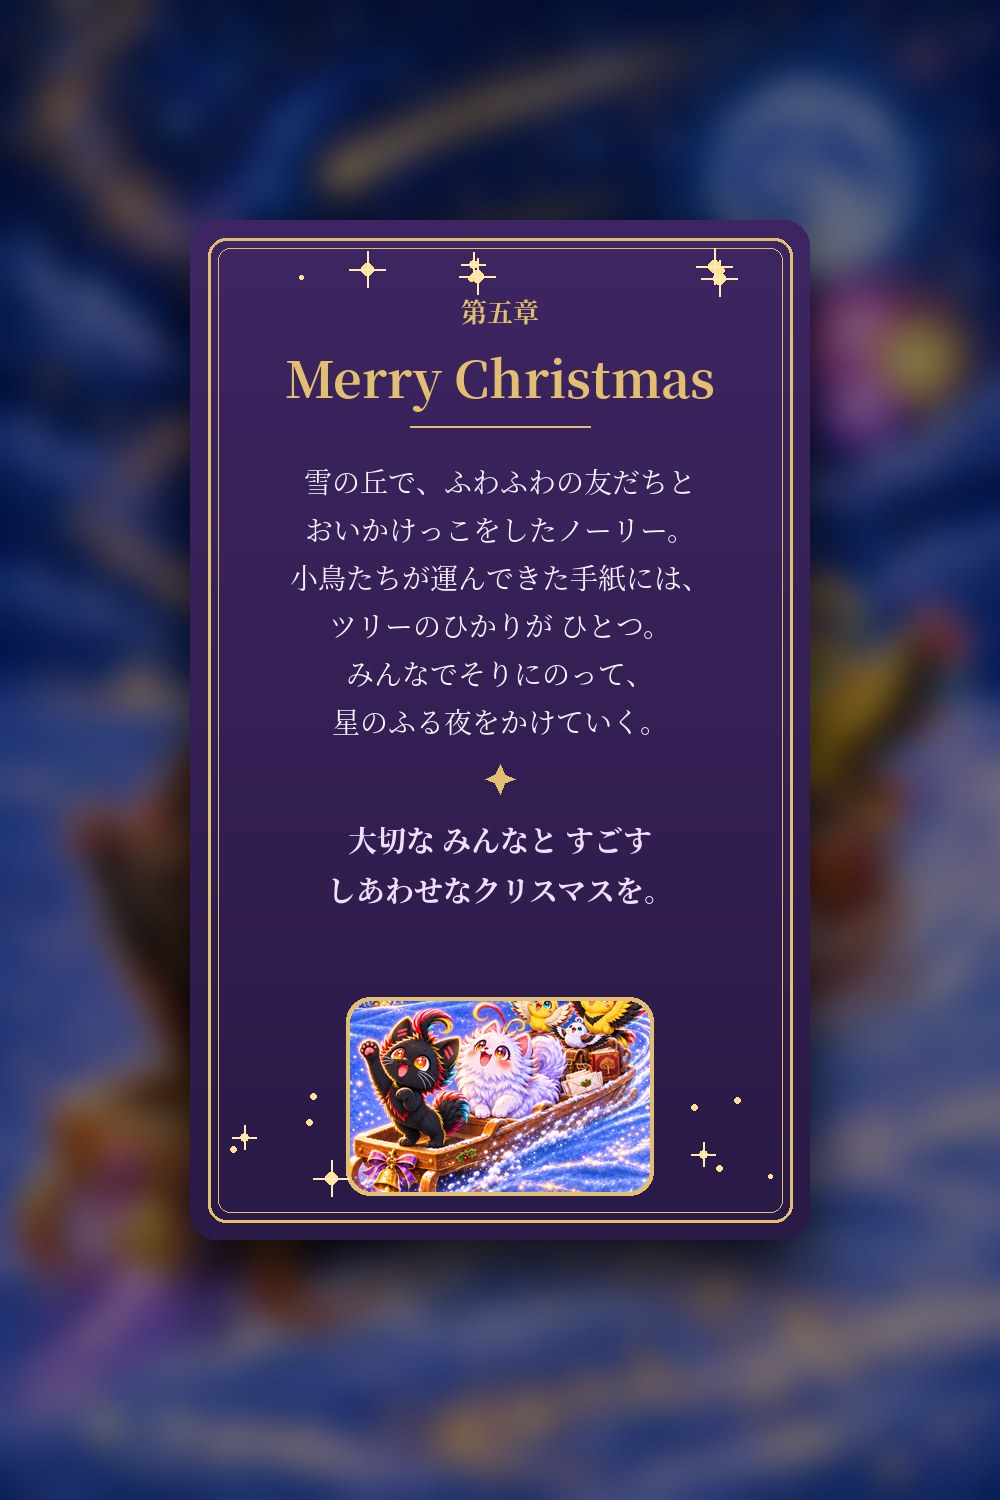 第五章
Merry Christmas
雪の丘で、ふわふわの友だちと
おいかけっこをしたノーリー。
小鳥たちが運んできた手紙には、
ツリーのひかりが ひとつ。
みんなでそりにのって、
星のふる夜をかけていく。
大切な みんなと すごす
しあわせなクリスマスを。